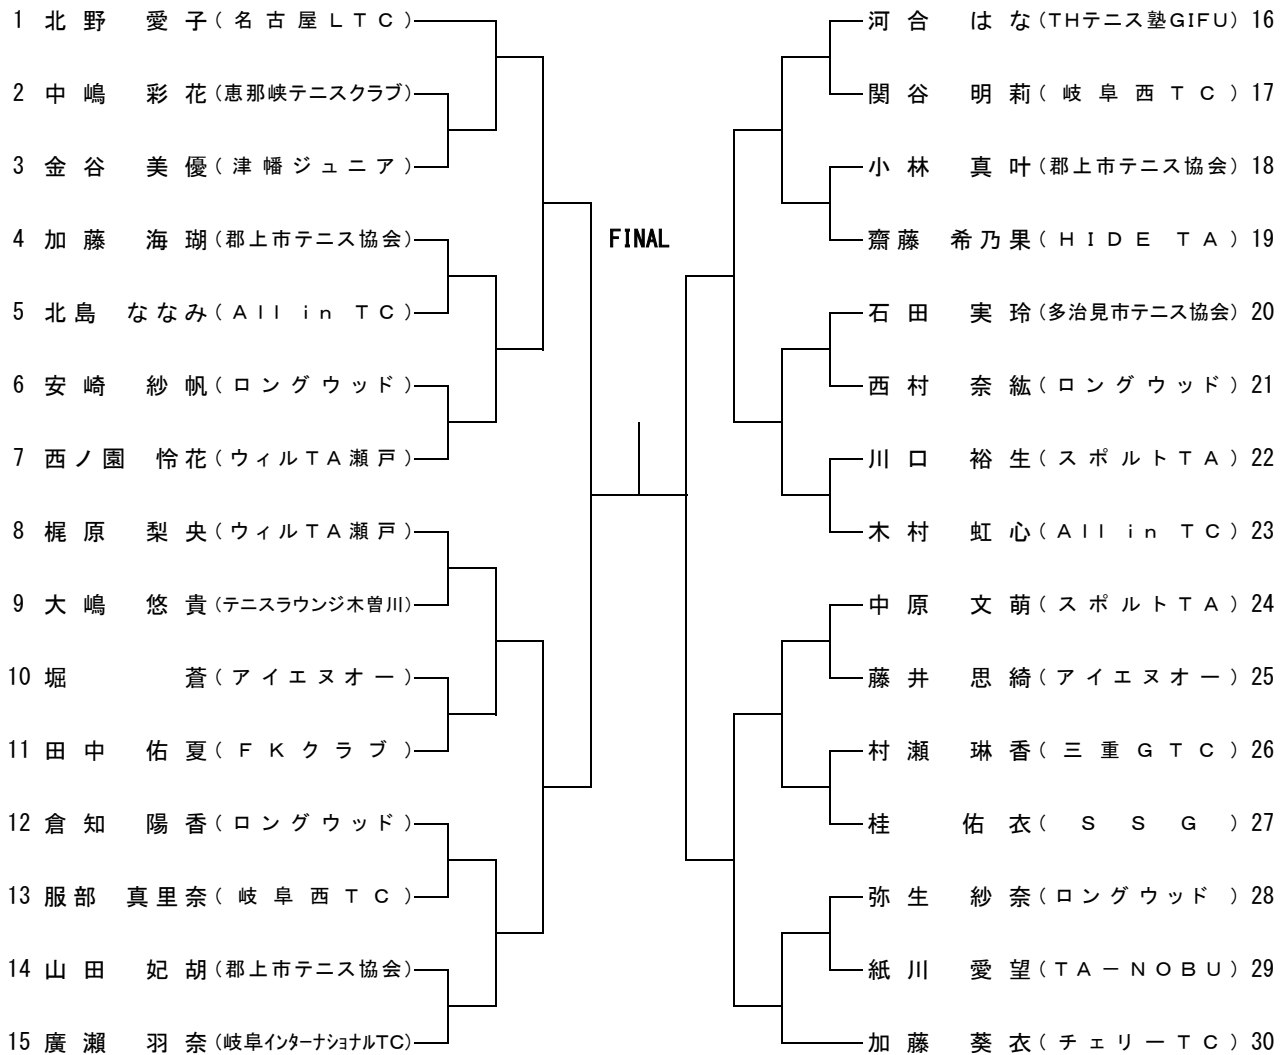 1 北野 愛子(名古屋LTC)
2 中嶋 彩花(恵那峡テニスクラブ)
3 金谷 美優(津幡ジュニア)
4 加藤 海瑚(郡上市テニス協会)
5 北島 ななみ(All in TC)
6 安崎 紗帆(ロングウッド)
7 西ノ園 怜花(ウィルTA瀬戸)
8 梶原 梨央(ウィルTA瀬戸)
9 大嶋 悠貴(テニスラウンジ木曽川)
10 堀 蒼(アイエヌオー)
11 田中 佑夏(FKクラブ)
12 倉知 陽香(ロングウッド)
13 服部 真里奈(岐阜西TC)
14 山田 妃胡(郡上市テニス協会)
15 廣瀬 羽奈(岐阜インターナショナルTC)
FINAL
河合 はな(THテニス塾GIFU) 16
関谷 明莉(岐阜西TC) 17
小林 真叶(郡上市テニス協会) 18
齋藤 希乃果(HIDE TA) 19
石田 実玲(多治見市テニス協会) 20
西村 奈紘(ロングウッド) 21
川口 裕生(スポルトTA) 22
木村 虹心(All in TC) 23
中原 文萌(スポルトTA) 24
藤井 思綺(アイエヌオー) 25
村瀬 琳香(三重GTC) 26
桂 佑衣(SSG) 27
弥生 紗奈(ロングウッド) 28
紙川 愛望(TA-NOBU) 29
加藤 葵衣(チェリーTC) 30